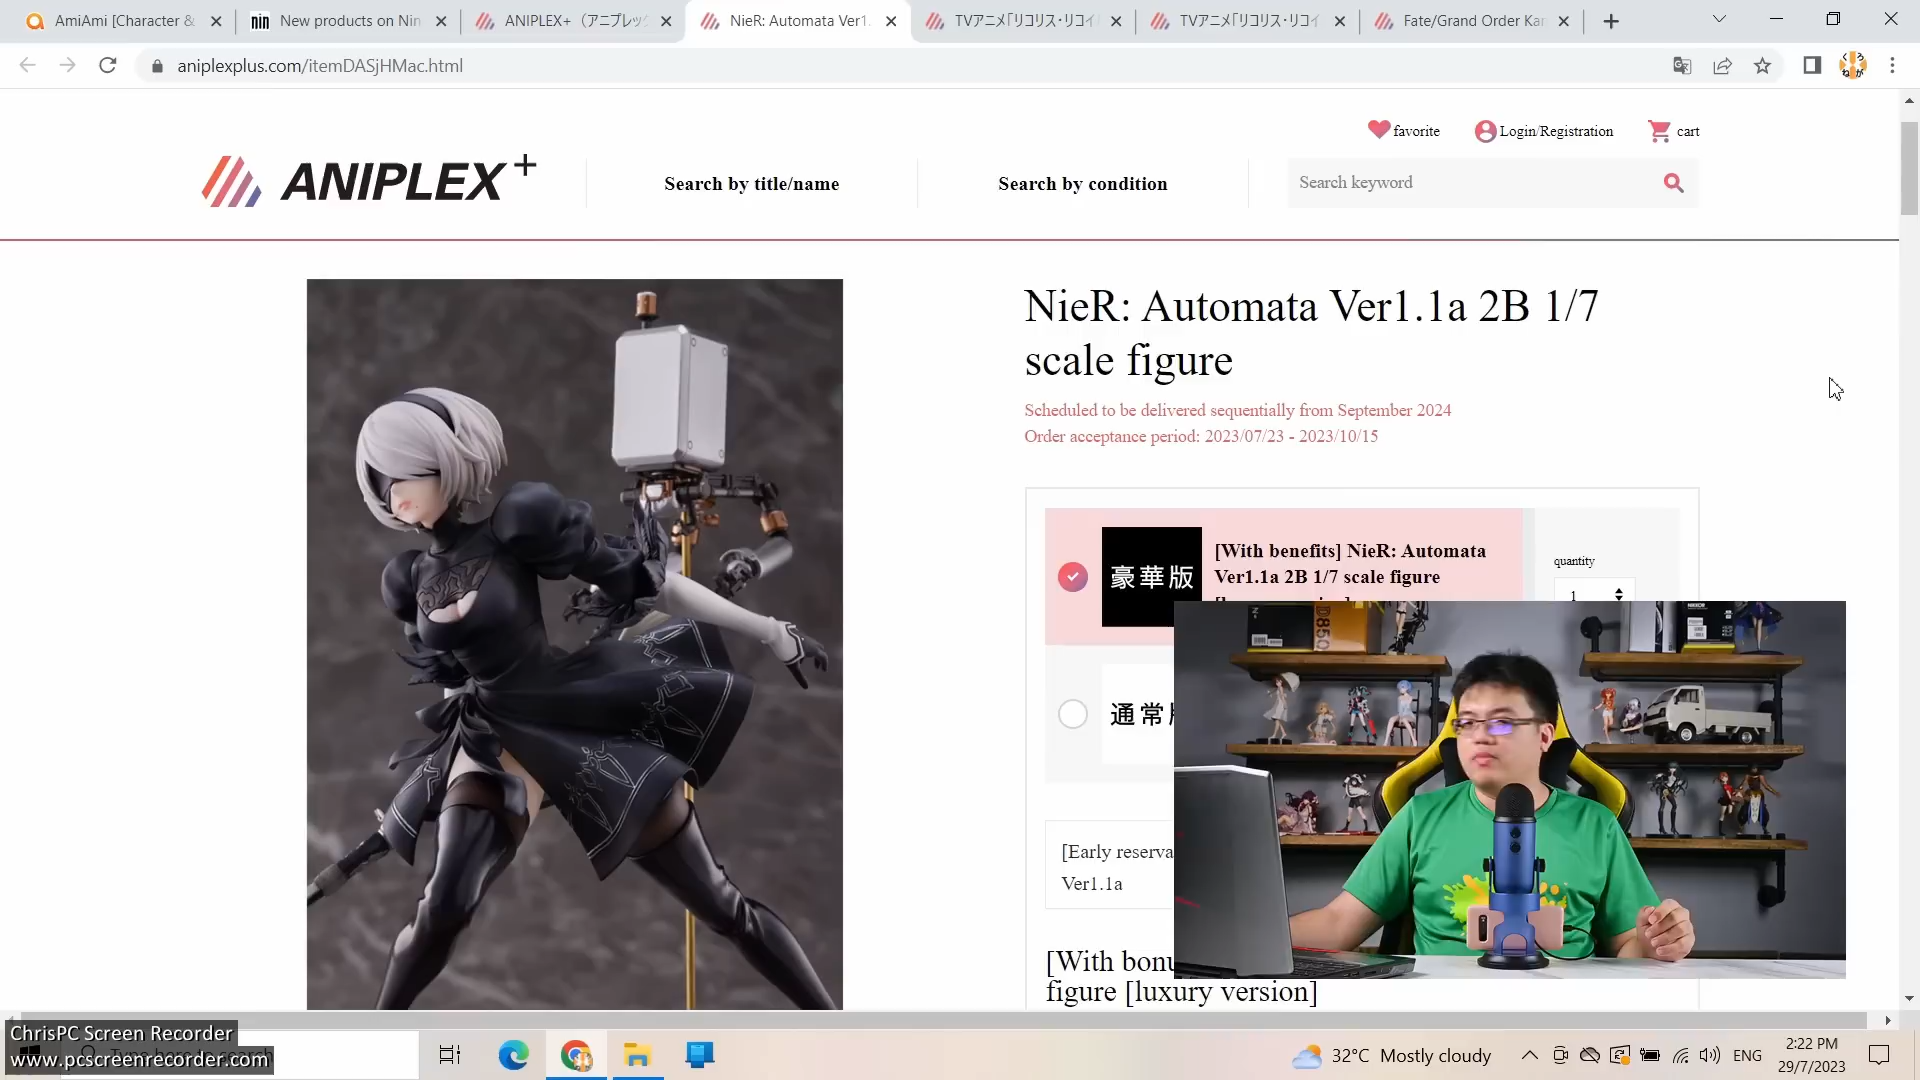 AmiAmi [Character &
New products on Nin
ANIPLEX+（アニプレッ
NieR: Automata Ver1.
TVアニメ「リコリス・リコイ
TVアニメ「リコリス・リコイ
Fate/Grand Order Kar
aniplexplus.com/itemDASjHMac.html
favorite
Login/Registration
cart
ANIPLEX+
Search by title/name
Search by condition
Search keyword
NieR: Automata Ver1.1a 2B 1/7
scale figure
Scheduled to be delivered sequentially from September 2024
Order acceptance period: 2023/07/23 - 2023/10/15
豪華版
[With benefits] NieR: Automata
Ver1.1a 2B 1/7 scale figure
quantity
1
通常
D850
[Early reserva
Ver1.1a
[With bonu
figure [luxury version]
ChrisPC Screen Recorder
www.pcscreenrecorder.com
32°C Mostly cloudy
ENG
2:22 PM
29/7/2023